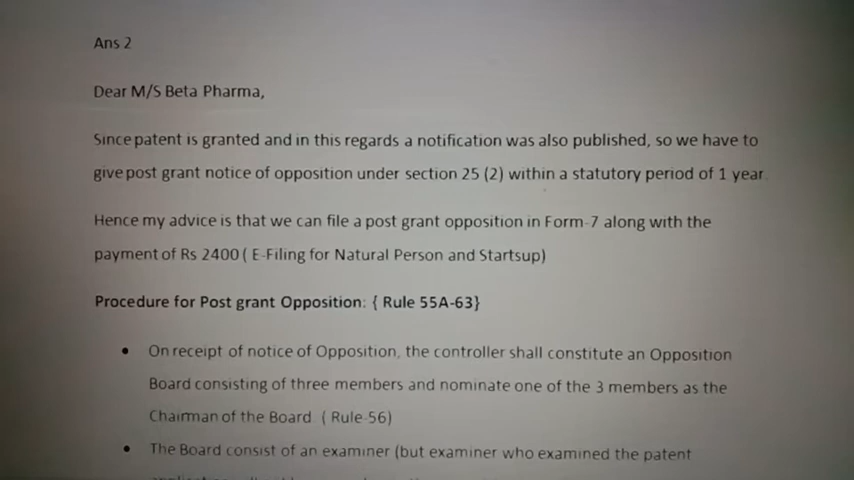 Ans 2
Dear M/S Beta Pharma,
Since patent is granted and in this regards a notification was also published, so we have to
give post grant notice of opposition under section 25 (2) within a statutory period of 1 year.
Hence my advice is that we can file a post grant opposition in Form-7 along with the
payment of Rs 2400 ( E-Filing for Natural Person and Startsup)
Procedure for Post grant Opposition: { Rule 55A-63}
• On receipt of notice of Opposition, the controller shall constitute an Opposition
Board consisting of three members and nominate one of the 3 members as the
Chairman of the Board. ( Rule-56)
• The Board consist of an examiner (but examiner who examined the patent